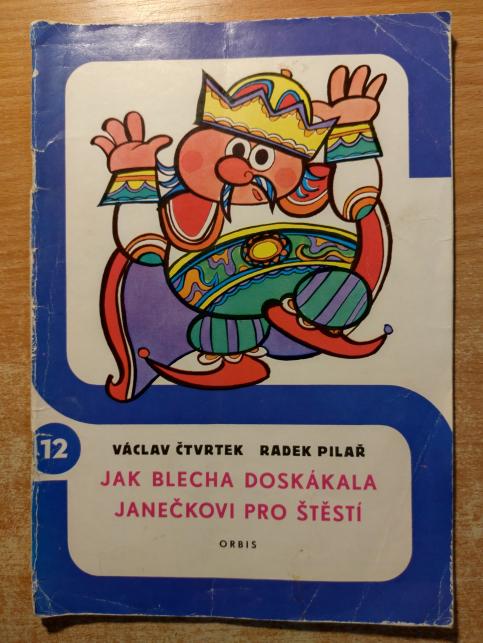 12
VÁCLAV ČTVRTEK RADEK PILAŘ
JAK BLECHA DOSKÁKALA
JANEČKOVI PRO ŠTĚSTÍ
ORBIS